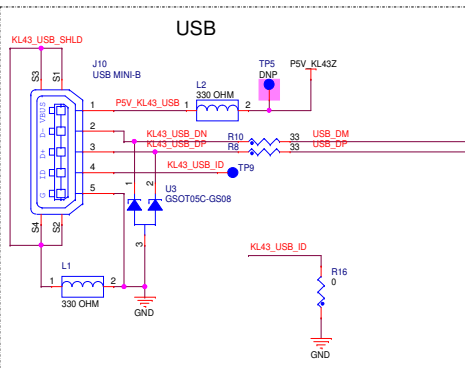 USB
KL43_USB_SHLD
J10
USB MINI-B
S3
S1
VBUS
D-
D+
ID
G
S4
S2
1
2
3
4
5
P5V_KL43_USB
L2
330 OHM
1
2
TP5
DNP
P5V_KL43Z
KL43_USB_DN
R10
33
USB_DM
KL43_USB_DP
R8
33
USB_DP
KL43_USB_ID
TP9
1
2
U3
GSOT05C-GS08
3
L1
1
2
330 OHM
GND
KL43_USB_ID
R16
0
GND